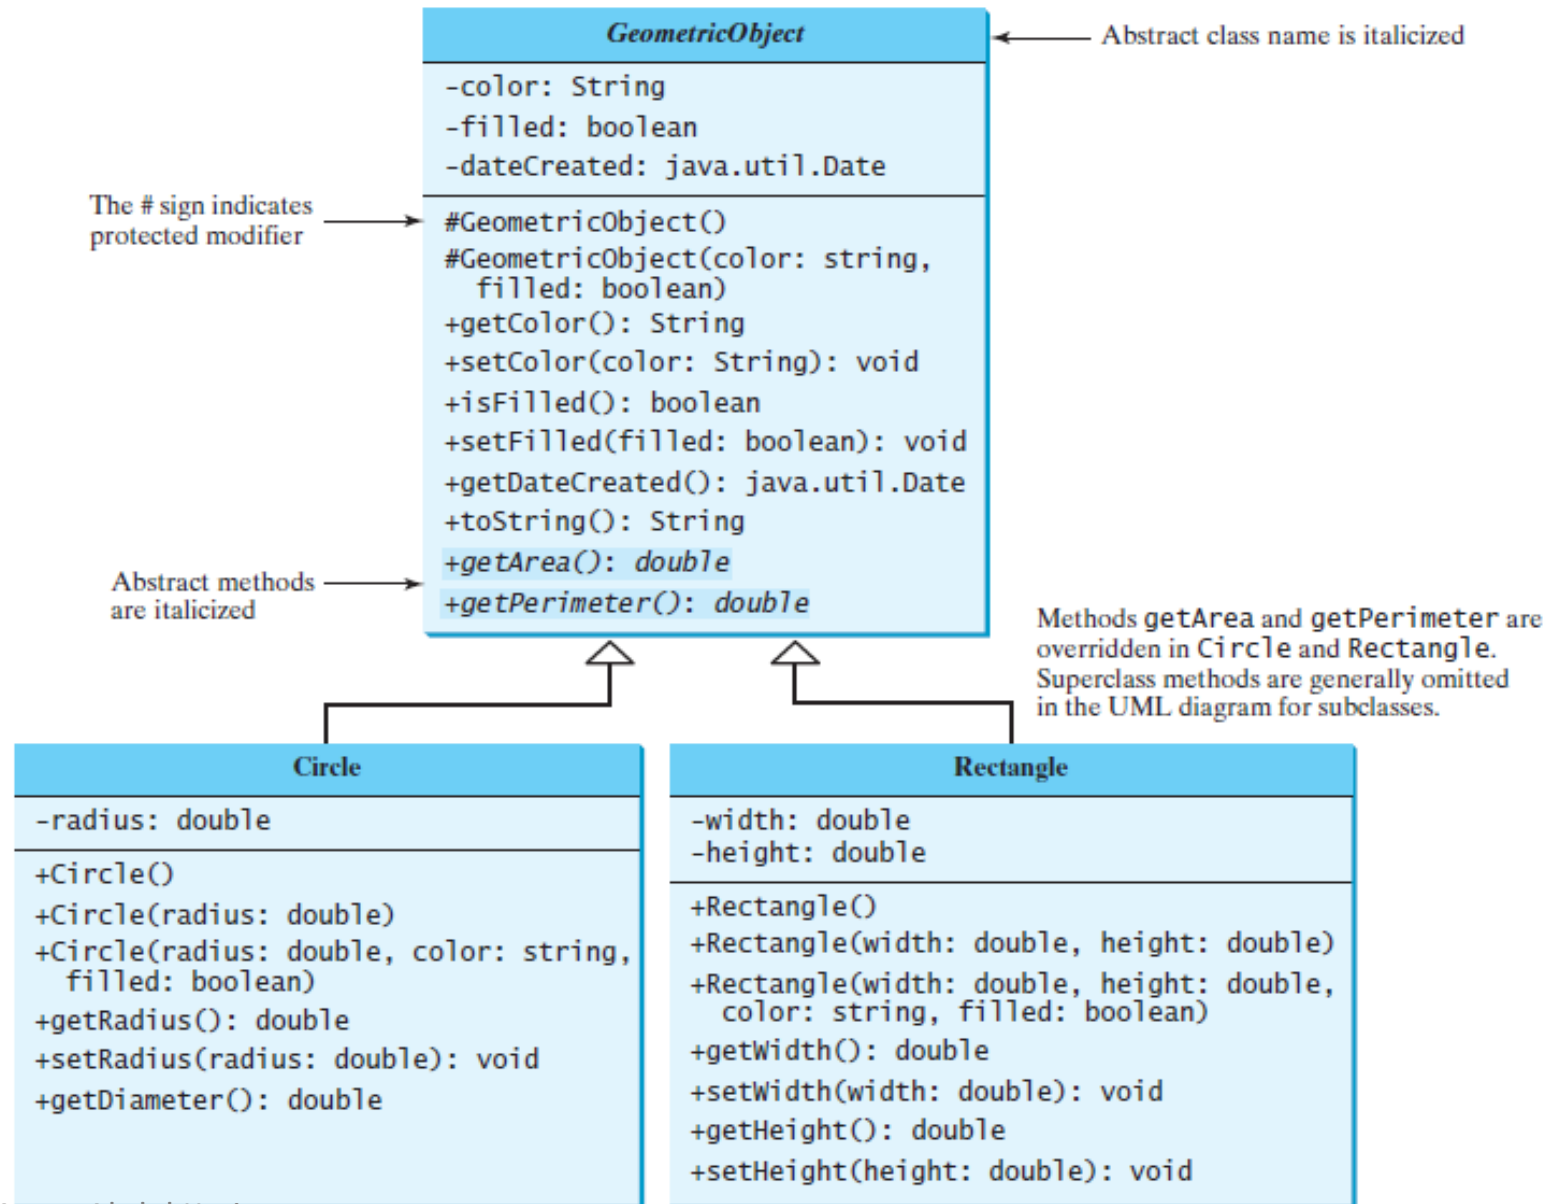 GeometricObject
Abstract class name is italicized
-color: String
-filled: boolean
-dateCreated: java.util.Date
The # sign indicates
protected modifier
#GeometricObject()
#GeometricObject(color: string,
filled: boolean)
+getColor(): String
+setColor(color: String): void
+isFilled(): boolean
+setFilled(filled: boolean): void
+getDateCreated(): java.util.Date
+toString(): String
+getArea(): double
Abstract methods
are italicized
+getPerimeter(): double
Methods getArea and getPerimeter are
overridden in Circle and Rectangle.
Superclass methods are generally omitted
in the UML diagram for subclasses.
Circle
-radius: double
+Circle()
+Circle(radius: double)
+Circle(radius: double, color: string,
filled: boolean)
+getRadius(): double
+setRadius(radius: double): void
+getDiameter(): double
Rectangle
-width: double
-height: double
+Rectangle()
+Rectangle(width: double, height: double)
+Rectangle(width: double, height: double,
color: string, filled: boolean)
+getWidth(): double
+setWidth(width: double): void
+getHeight(): double
+setHeight(height: double): void